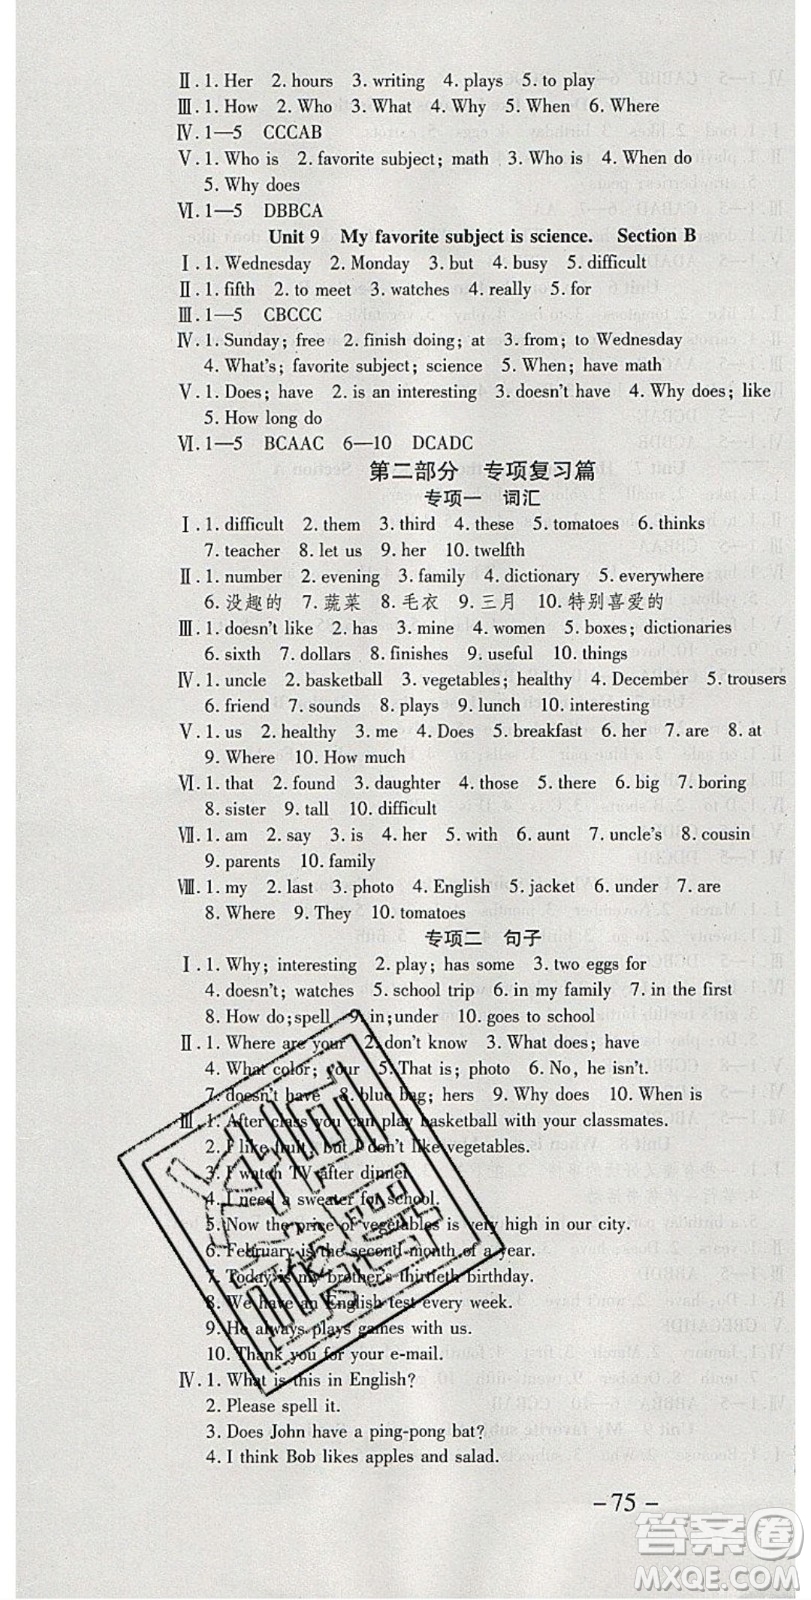 Ⅱ. 1. Her 2. hours 3. writing 4. plays 5. to play
Ⅲ. 1. How 2. Who 3. What 4. Why 5. When 6. Where
Ⅳ. 1—5 CCCAB
Ⅴ. 1. Who is 2. favorite subject; math 3. Who is 4. When do
5. Why does
Ⅵ. 1—5 DBBCA
Unit 9 My favorite subject is science. Section B
Ⅰ. 1. Wednesday 2. Monday 3. but 4. busy 5. difficult
Ⅱ. 1. fifth 2. to meet 3. watches 4. really 5. for
Ⅲ. 1—5 CBCCC
Ⅳ. 1. Sunday; free 2. finish doing; at 3. from; to Wednesday
4. What's; favorite subject; science 5. When; have math
Ⅴ. 1. Does; have 2. is an interesting 3. doesn't have 4. Why does; like
5. How long do
Ⅵ. 1—5 BCAAC 6—10 DCADC
第二部分 专项复习篇
专项一 词汇
Ⅰ. 1. difficult 2. them 3. third 4. these 5. tomatoes 6. thinks
7. teacher 8. let us 9. her 10. twelfth
Ⅱ. 1. number 2. evening 3. family 4. dictionary 5. everywhere
6. 没趣的 7. 蔬菜 8. 毛衣 9. 三月 10. 特别喜爱的
Ⅲ. 1. doesn't like 2. has 3. mine 4. women 5. boxes; dictionaries
6. sixth 7. dollars 8. finishes 9. useful 10. things
Ⅳ. 1. uncle 2. basketball 3. vegetables; healthy 4. December 5. trousers
6. friend 7. sounds 8. plays 9. lunch 10. interesting
Ⅴ. 1. us 2. healthy 3. me 4. Does 5. breakfast 6. her 7. are 8. at
9. Where 10. How much
Ⅵ. 1. that 2. found 3. daughter 4. those 5. there 6. big 7. boring
8. sister 9. tall 10. difficult
Ⅶ. 1. am 2. say 3. is 4. her 5. with 6. aunt 7. uncle's 8. cousin
9. parents 10. family
Ⅷ. 1. my 2. last 3. photo 4. English 5. jacket 6. under 7. are
8. Where 9. They 10. tomatoes
专项二 句子
Ⅰ. 1. Why; interesting 2. play; has some 3. two eggs for
4. doesn't; watches 5. school trip 6. in my family 7. in the first
8. How do;spell 9. in;under 10. goes to school
Ⅱ. 1. Where are your 2. don't know 3. What does; have
4. What color; your 5. That is; photo 6. No, he isn't.
7. doesn't have 8. blue bag; hers 9. Why does 10. When is
Ⅲ. 1. After class you can play basketball with your classmates.
2. I like fruit, but I don't like vegetables.
3. I watch TV after dinner.
4. I need a sweater for school.
5. Now the price of vegetables is very high in our city.
6. February is the second month of a year.
7. Today is my brother's thirtieth birthday.
8. We have an English test every week.
9. He always plays games with us.
10. Thank you for your e-mail.
Ⅳ. 1. What is this in English?
2. Please spell it.
3. Does John have a ping-pong bat?
4. I think Bob likes apples and salad.
- 75 -
答案卷
MXQE.COM